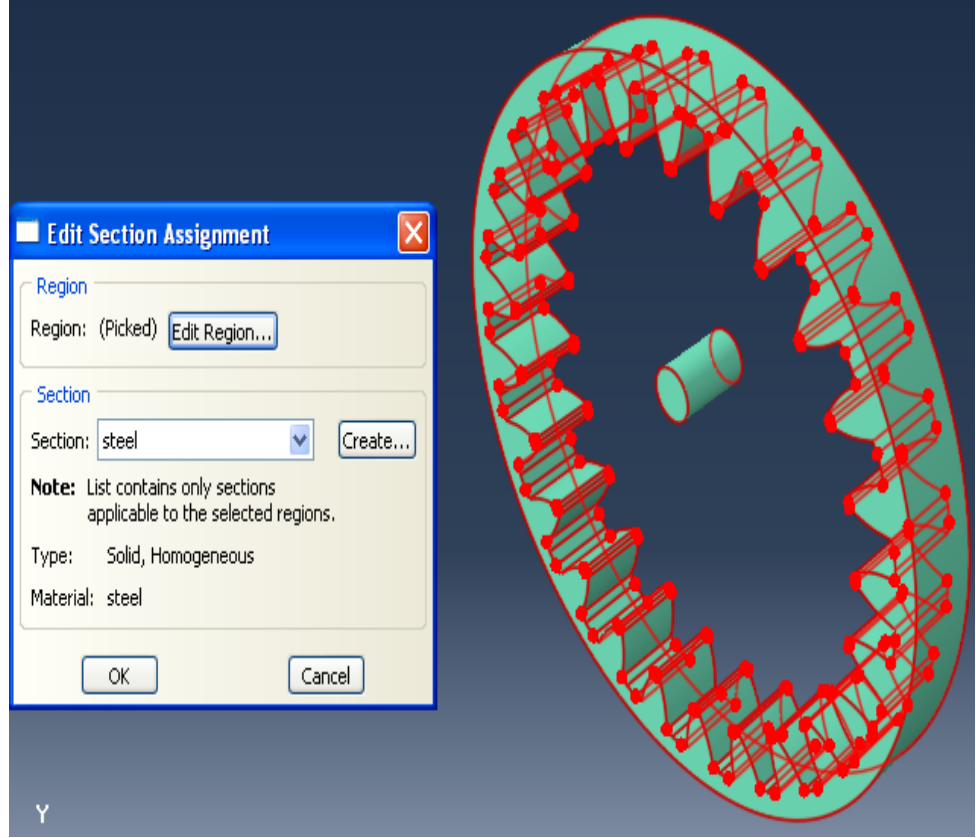 Edit Section Assignment
Region
Region: (Picked) Edit Region...
Section
Section: steel Create...
Note: List contains only sections
applicable to the selected regions.
Type: Solid, Homogeneous
Material: steel
OK Cancel
Y